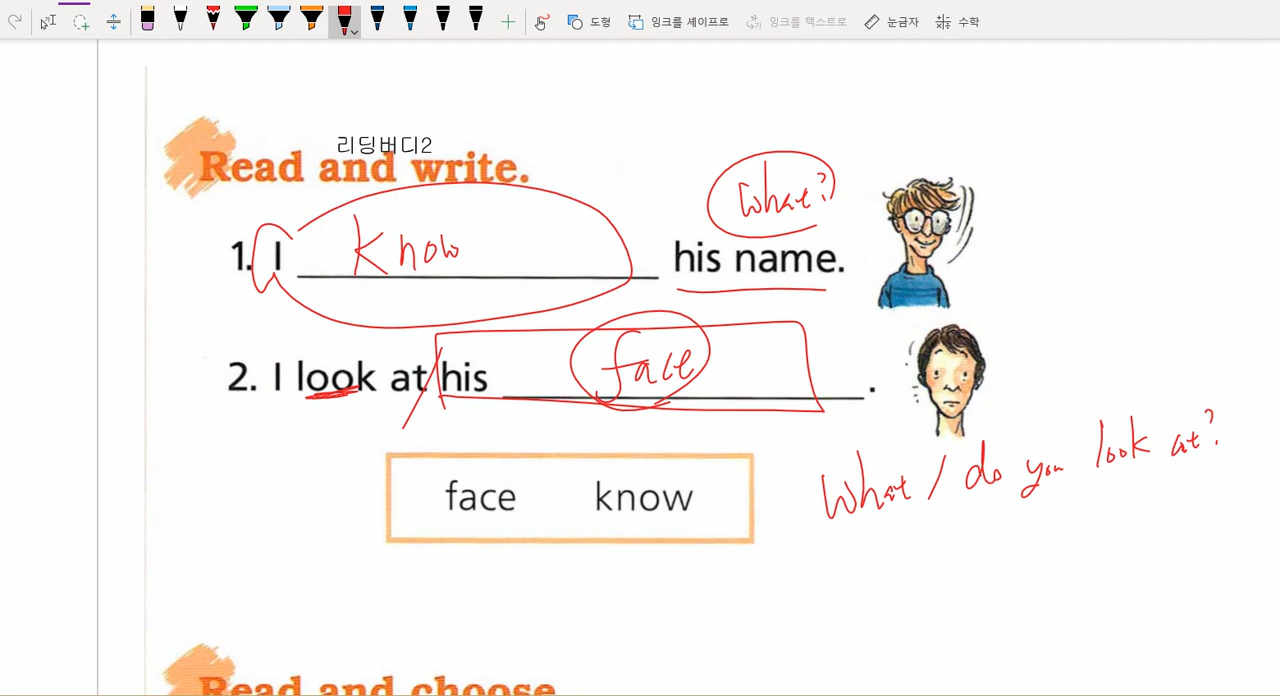 도형 잉크를 셰이프로 잉크를 텍스트로 눈금자 수학
리딩버디2
Read and write.
What?
1. I know his name.
2. I look at his face.
What / do you look at?
face know
Read and choose